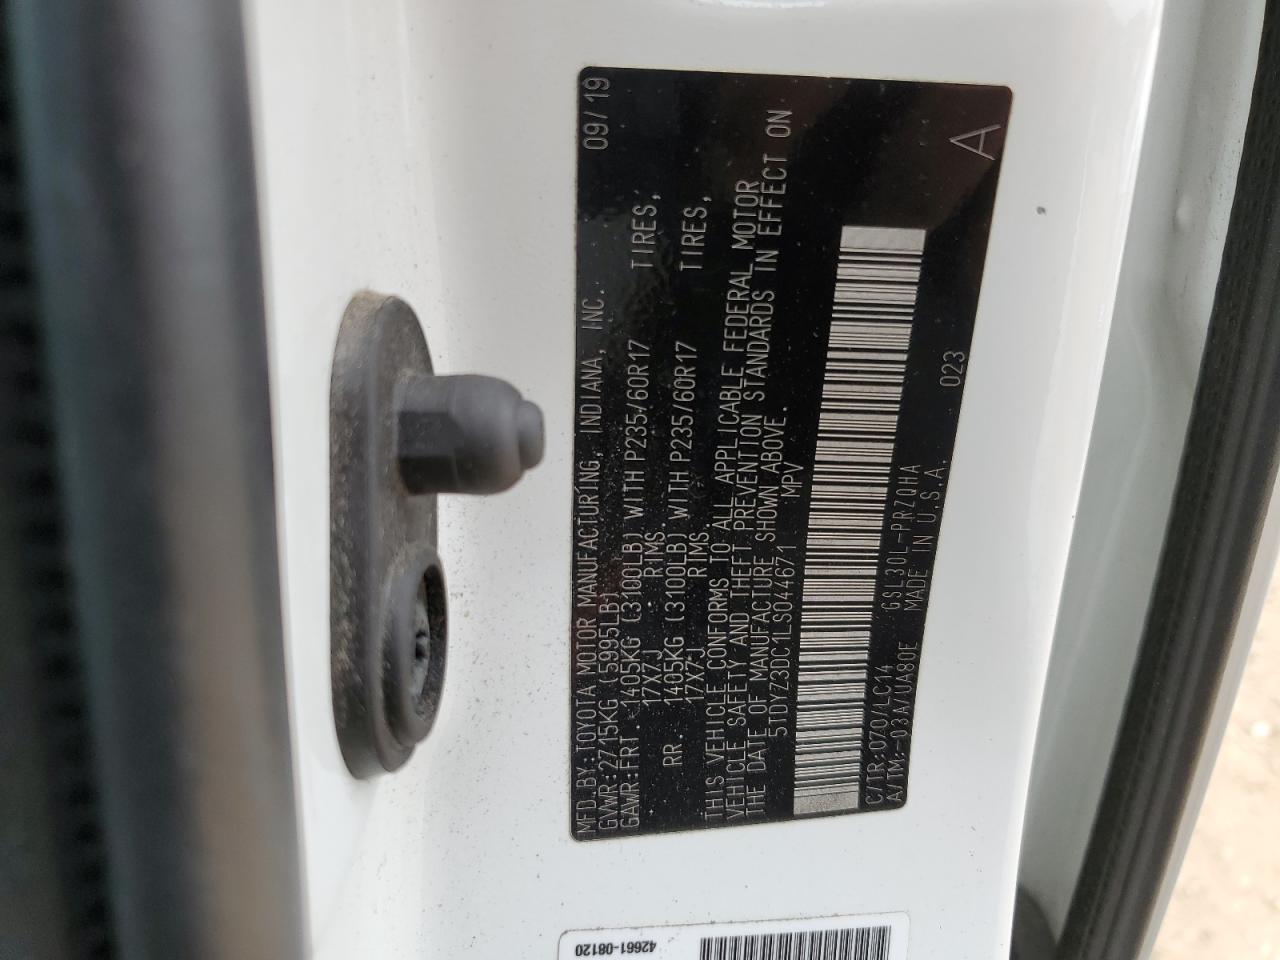 MFD.BY:TOYOTA MOTOR MANUFACTURING, INDIANA, INC. 09/19
GVWR:2715KG (5995LB)
GAWR:FRT. 1405KG (3100LB) WITH P235/60R17 TIRES,
17X7J RIMS.
RR. 1405KG (3100LB) WITH P235/60R17 TIRES,
17X7J RIMS.
THIS VEHICLE CONFORMS TO ALL APPLICABLE FEDERAL MOTOR
VEHICLE SAFETY AND THEFT PREVENTION STANDARDS IN EFFECT ON
THE DATE OF MANUFACTURE SHOWN ABOVE.
5TDYZ3DC1LS044671 MPV
C/TR:070/LC14 GSL30L-PRZQHA 023
A/TM:-03A/UA80E MADE IN U.S.A. A
42661-08120